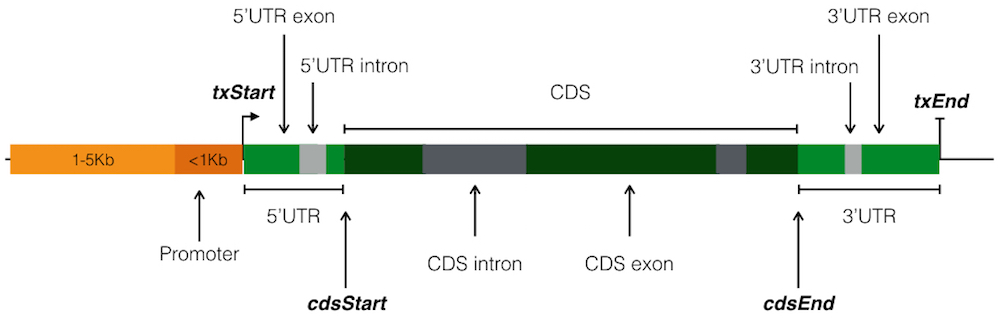 5’UTR exon
3’UTR exon
5’UTR intron
3’UTR intron
txStart
CDS
txEnd
1-5Kb
<1Kb
5’UTR
3’UTR
Promoter
CDS intron
CDS exon
cdsStart
cdsEnd